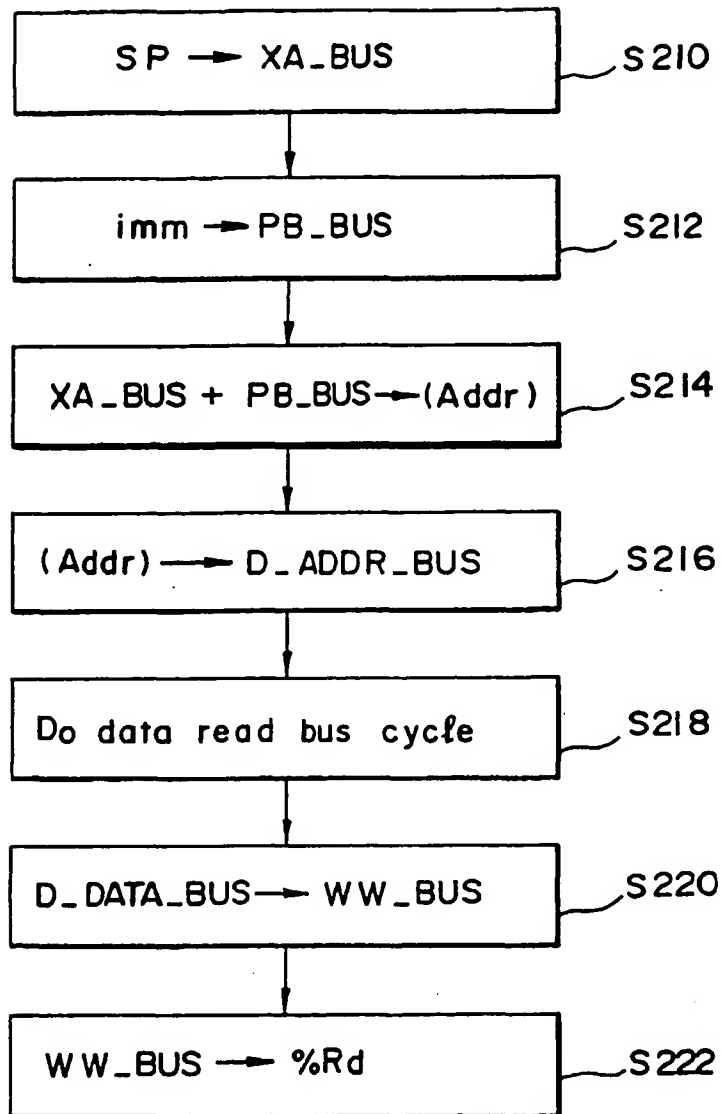 SP → XA_BUS S210
imm → PB_BUS S212
XA_BUS + PB_BUS → (Addr) S214
(Addr) → D_ADDR_BUS S216
Do data read bus cycle S218
D_DATA_BUS → WW_BUS S220
WW_BUS → %Rd S222